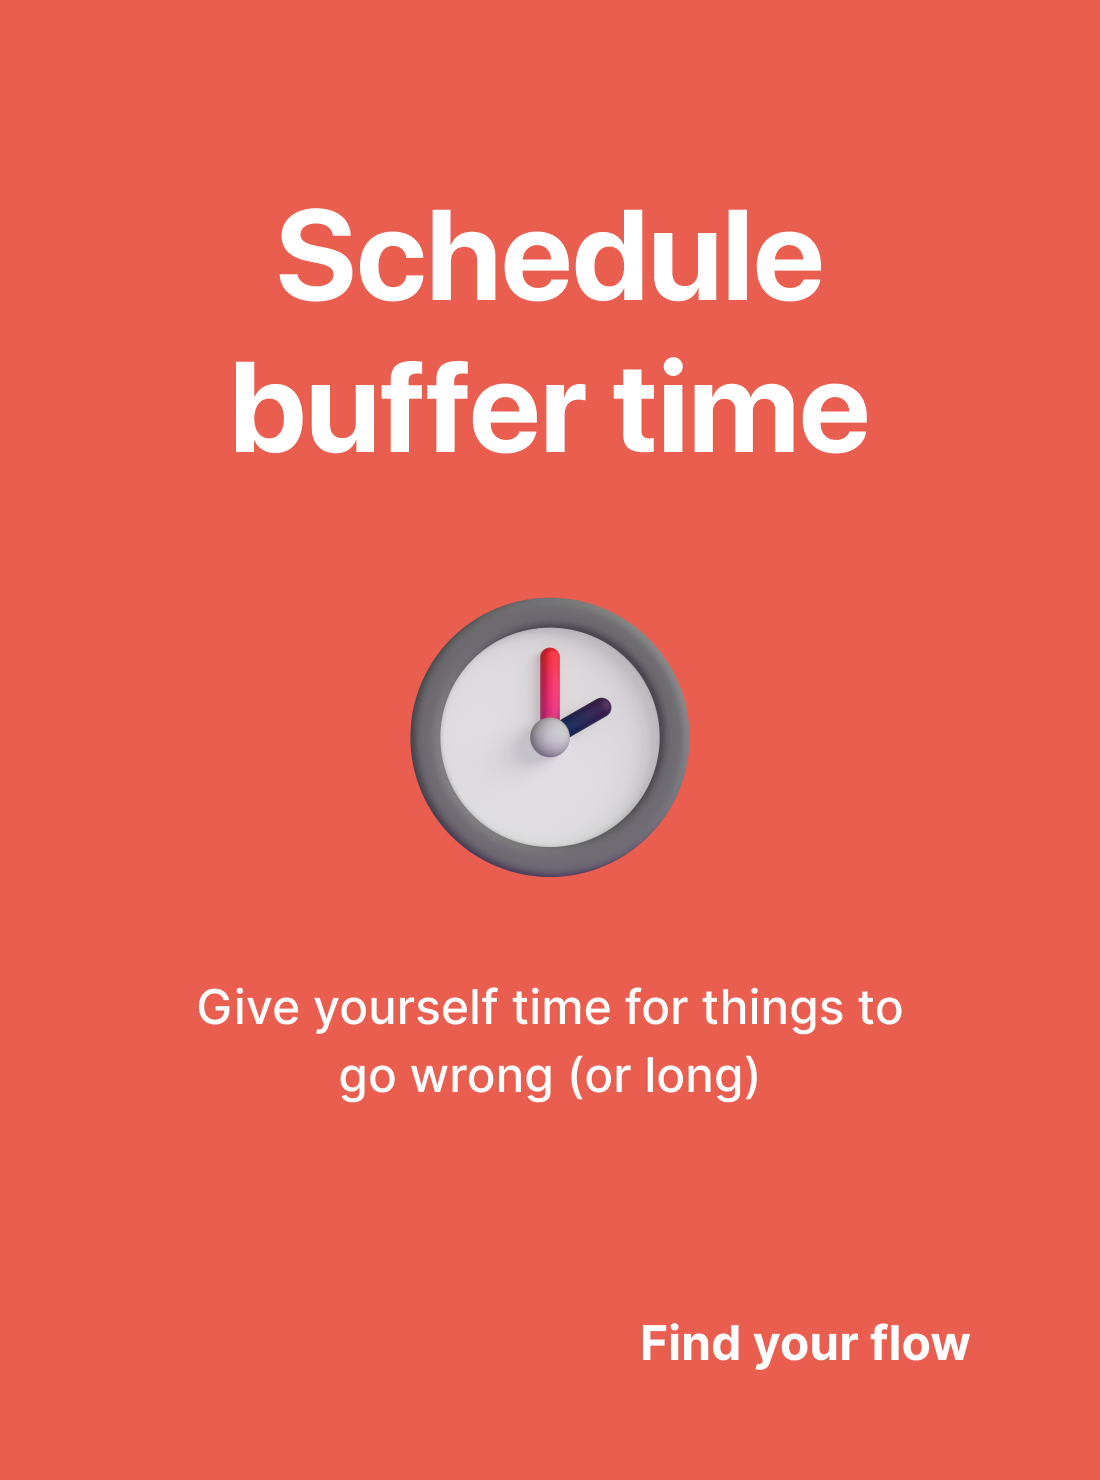 Schedule
buffer time
Give yourself time for things to
go wrong (or long)
Find your flow